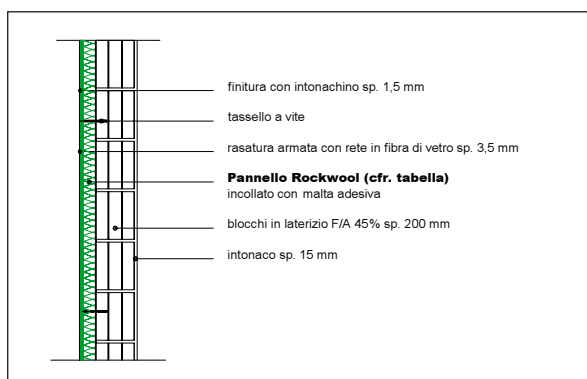 finitura con intonachino sp. 1,5 mm
tassello a vite
rasatura armata con rete in fibra di vetro sp. 3,5 mm
Pannello Rockwool (cfr. tabella)
incollato con malta adesiva
blocchi in laterizio F/A 45% sp. 200 mm
intonaco sp. 15 mm